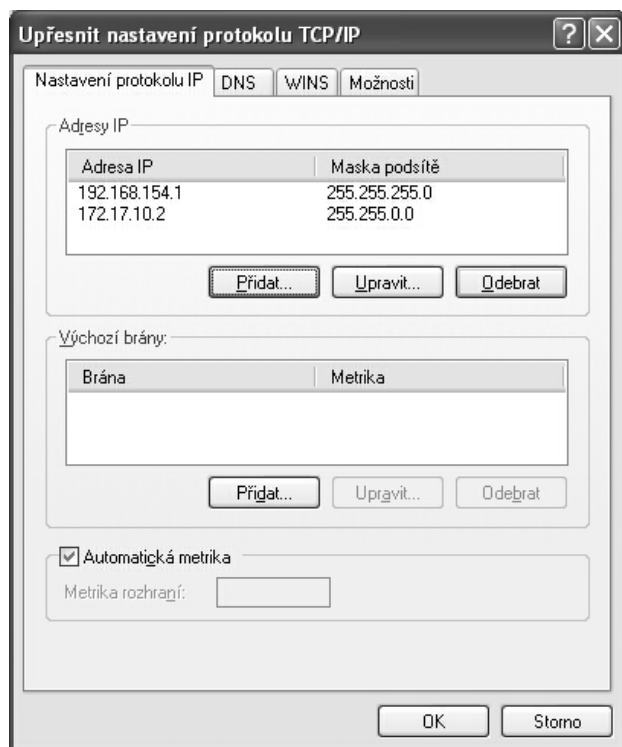 Upřesnit nastavení protokolu TCP/IP
Nastavení protokolu IP DNS WINS Možnosti
Adresy IP
Adresa IP Maska podsítě
192.168.154.1 255.255.255.0
172.17.10.2 255.255.0.0
Přidat... Upravit... Odebrat
Výchozí brány:
Brána Metrika
Přidat... Upravit... Odebrat
Automatická metrika
Metrika rozhraní:
OK Storno